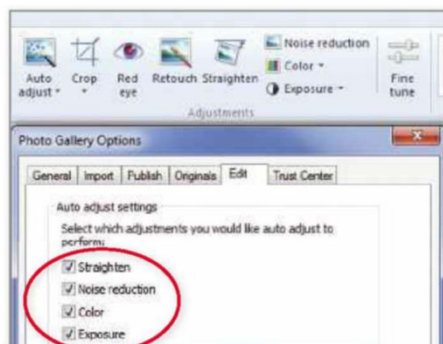 Auto adjust
Crop
Red eye
Retouch
Straighten
Noise reduction
Color
Exposure
Fine tune
Adjustments
Photo Gallery Options
General Import Publish Originals Edit Trust Center
Auto adjust settings
Select which adjustments you would like auto adjust to
perform:
Straighten
Noise reduction
Color
Exposure